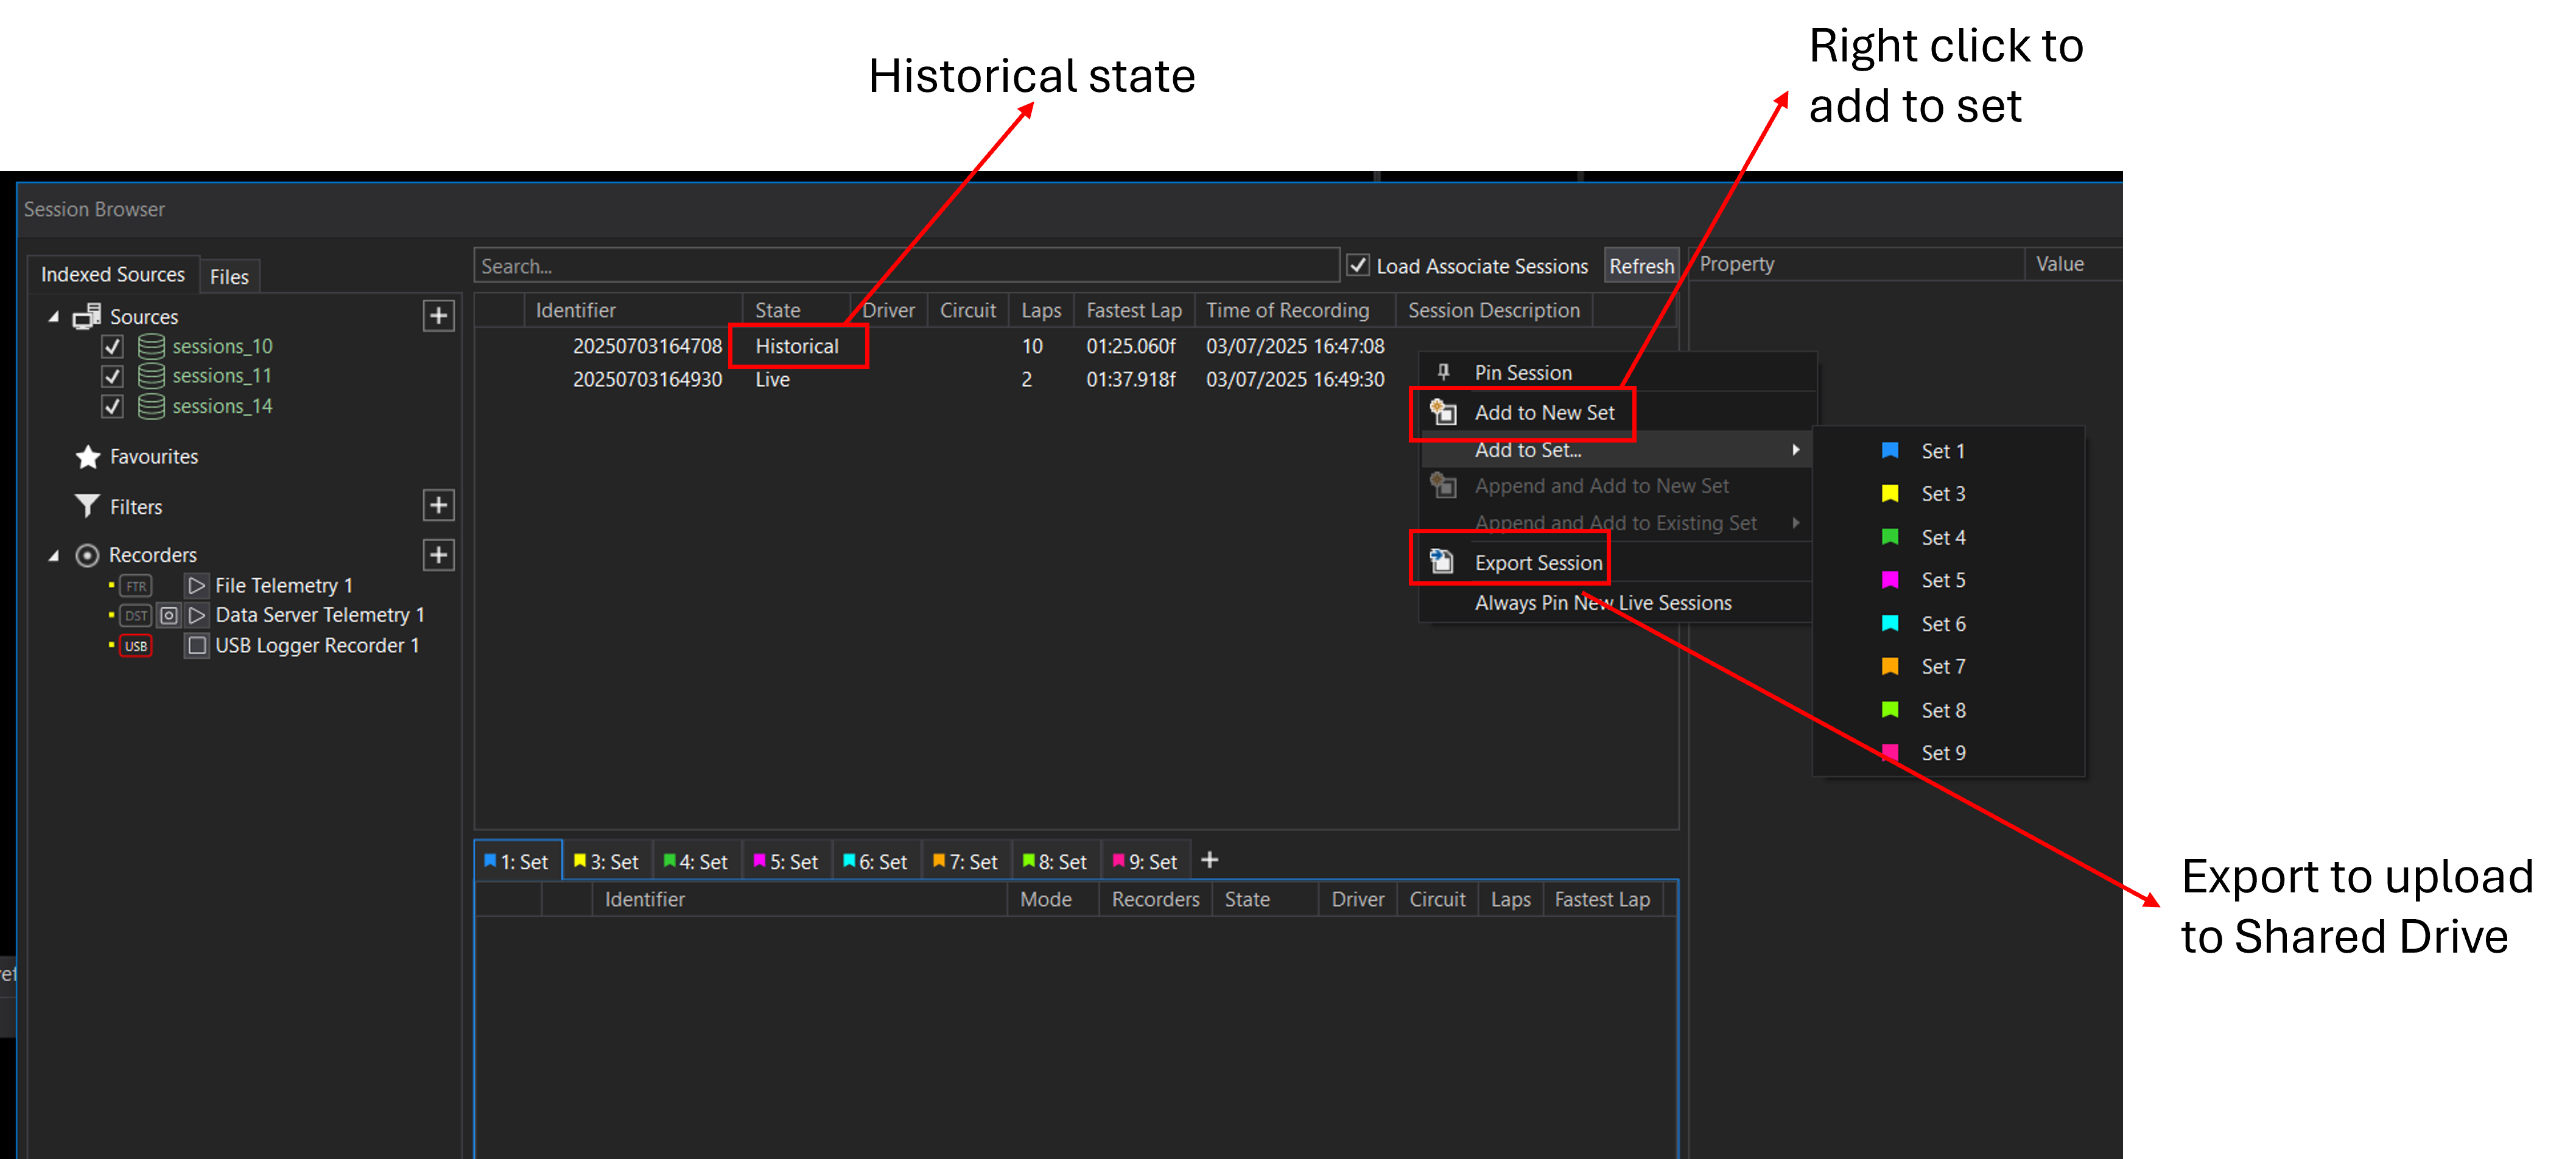 Historical state
Right click to
add to set
Session Browser
Indexed Sources
Files
Search...
Load Associate Sessions
Refresh
Property
Value
Sources
sessions_10
sessions_11
sessions_14
Favourites
Filters
Recorders
FTR File Telemetry 1
DST Data Server Telemetry 1
USB USB Logger Recorder 1
Identifier State Driver Circuit Laps Fastest Lap Time of Recording Session Description
20250703164708 Historical 10 01:25.060f 03/07/2025 16:47:08
20250703164930 Live 2 01:37.918f 03/07/2025 16:49:30
Pin Session
Add to New Set
Add to Set...
Append and Add to New Set
Append and Add to Existing Set
Export Session
Always Pin New Live Sessions
Set 1
Set 3
Set 4
Set 5
Set 6
Set 7
Set 8
Set 9
1: Set 3: Set 4: Set 5: Set 6: Set 7: Set 8: Set 9: Set +
Identifier Mode Recorders State Driver Circuit Laps Fastest Lap
Export to upload
to Shared Drive